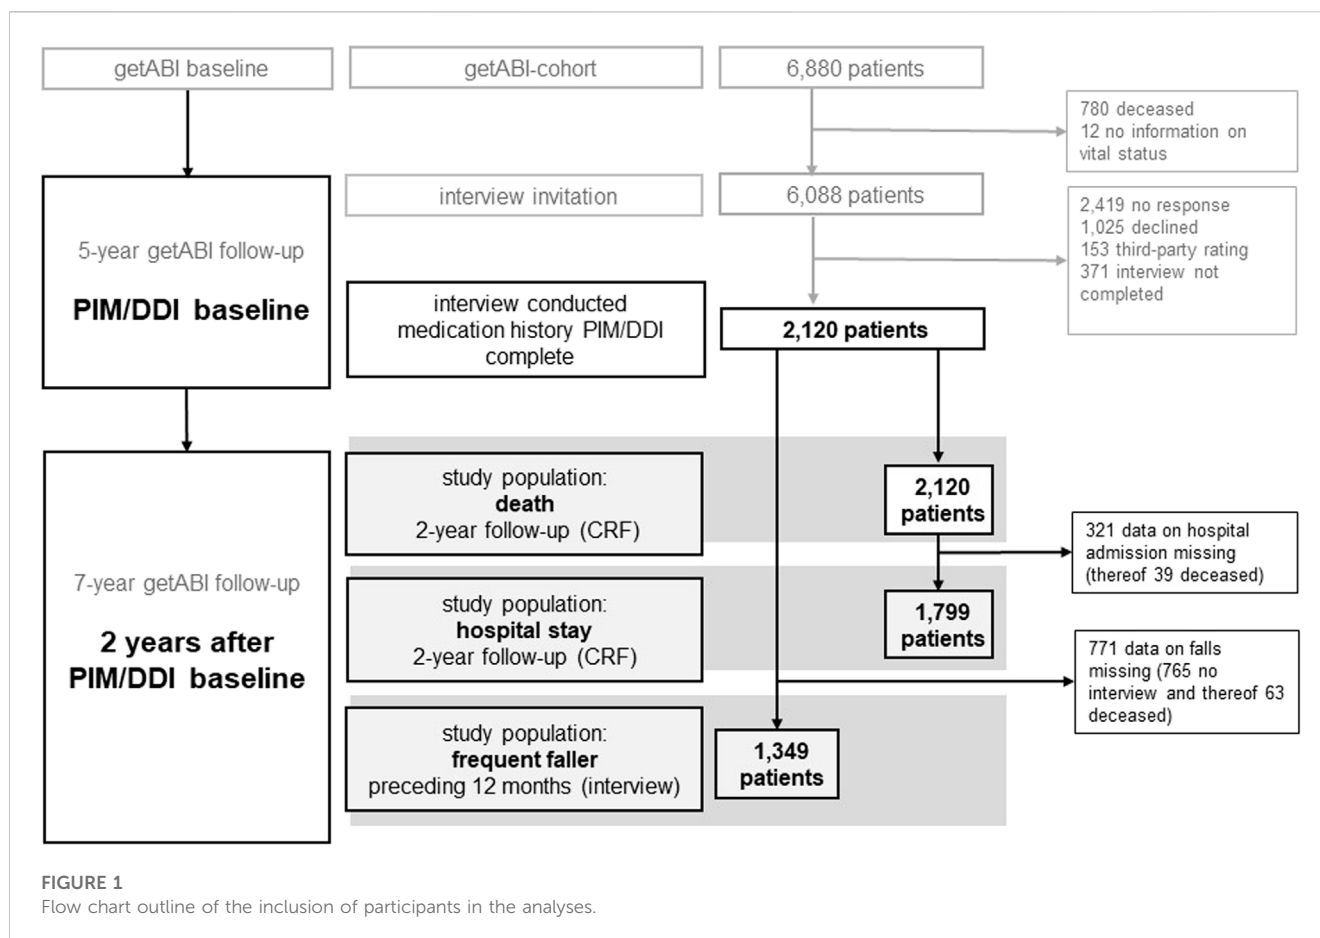 getABI baseline
getABI-cohort
6,880 patients
780 deceased
12 no information on
vital status
interview invitation
6,088 patients
2,419 no response
1,025 declined
153 third-party rating
371 interview not
completed
5-year getABI follow-up
PIM/DDI baseline
interview conducted
medication history PIM/DDI
complete
2,120 patients
study population:
death
2-year follow-up (CRF)
2,120
patients
321 data on hospital
admission missing
(thereof 39 deceased)
7-year getABI follow-up
2 years after
PIM/DDI baseline
study population:
hospital stay
2-year follow-up (CRF)
1,799
patients
771 data on falls
missing (765 no
interview and thereof 63
deceased)
study population:
frequent faller
preceding 12 months (interview)
1,349
patients
FIGURE 1
Flow chart outline of the inclusion of participants in the analyses.